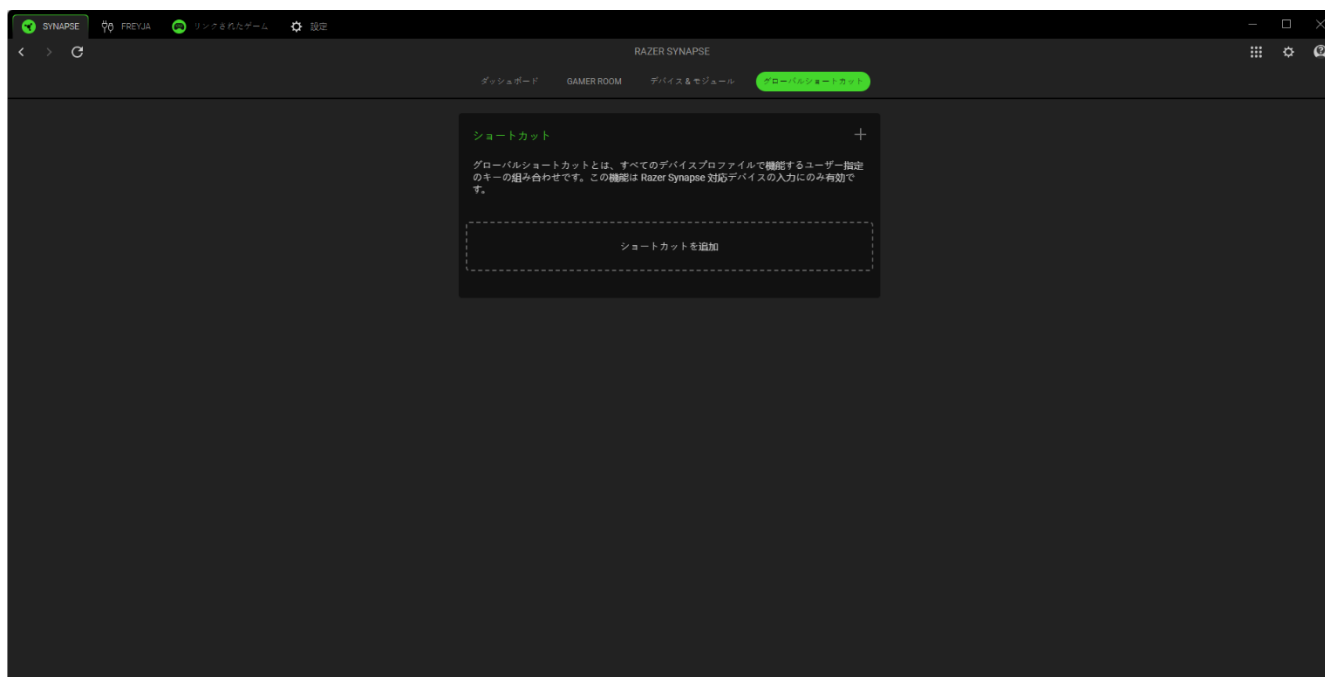 SYNAPSE FREYJA リンクされたゲーム 設定
RAZER SYNAPSE
ダッシュボード GAMER ROOM デバイス & モジュール グローバルショートカット
ショートカット
グローバルショートカットとは、すべてのデバイスプロファイルで機能するユーザー指定
のキーの組み合わせです。この機能は Razer Synapse 対応デバイスの入力にのみ有効で
す。
ショートカットを追加